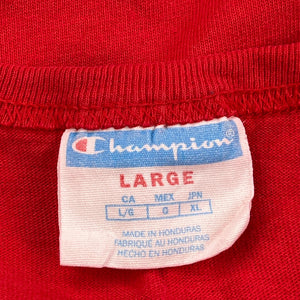 Champion
LARGE
CA MEX JPN
L/G G XL
MADE IN HONDURAS
FABRIQUÉ AU HONDURAS
HECHO EN HONDURAS